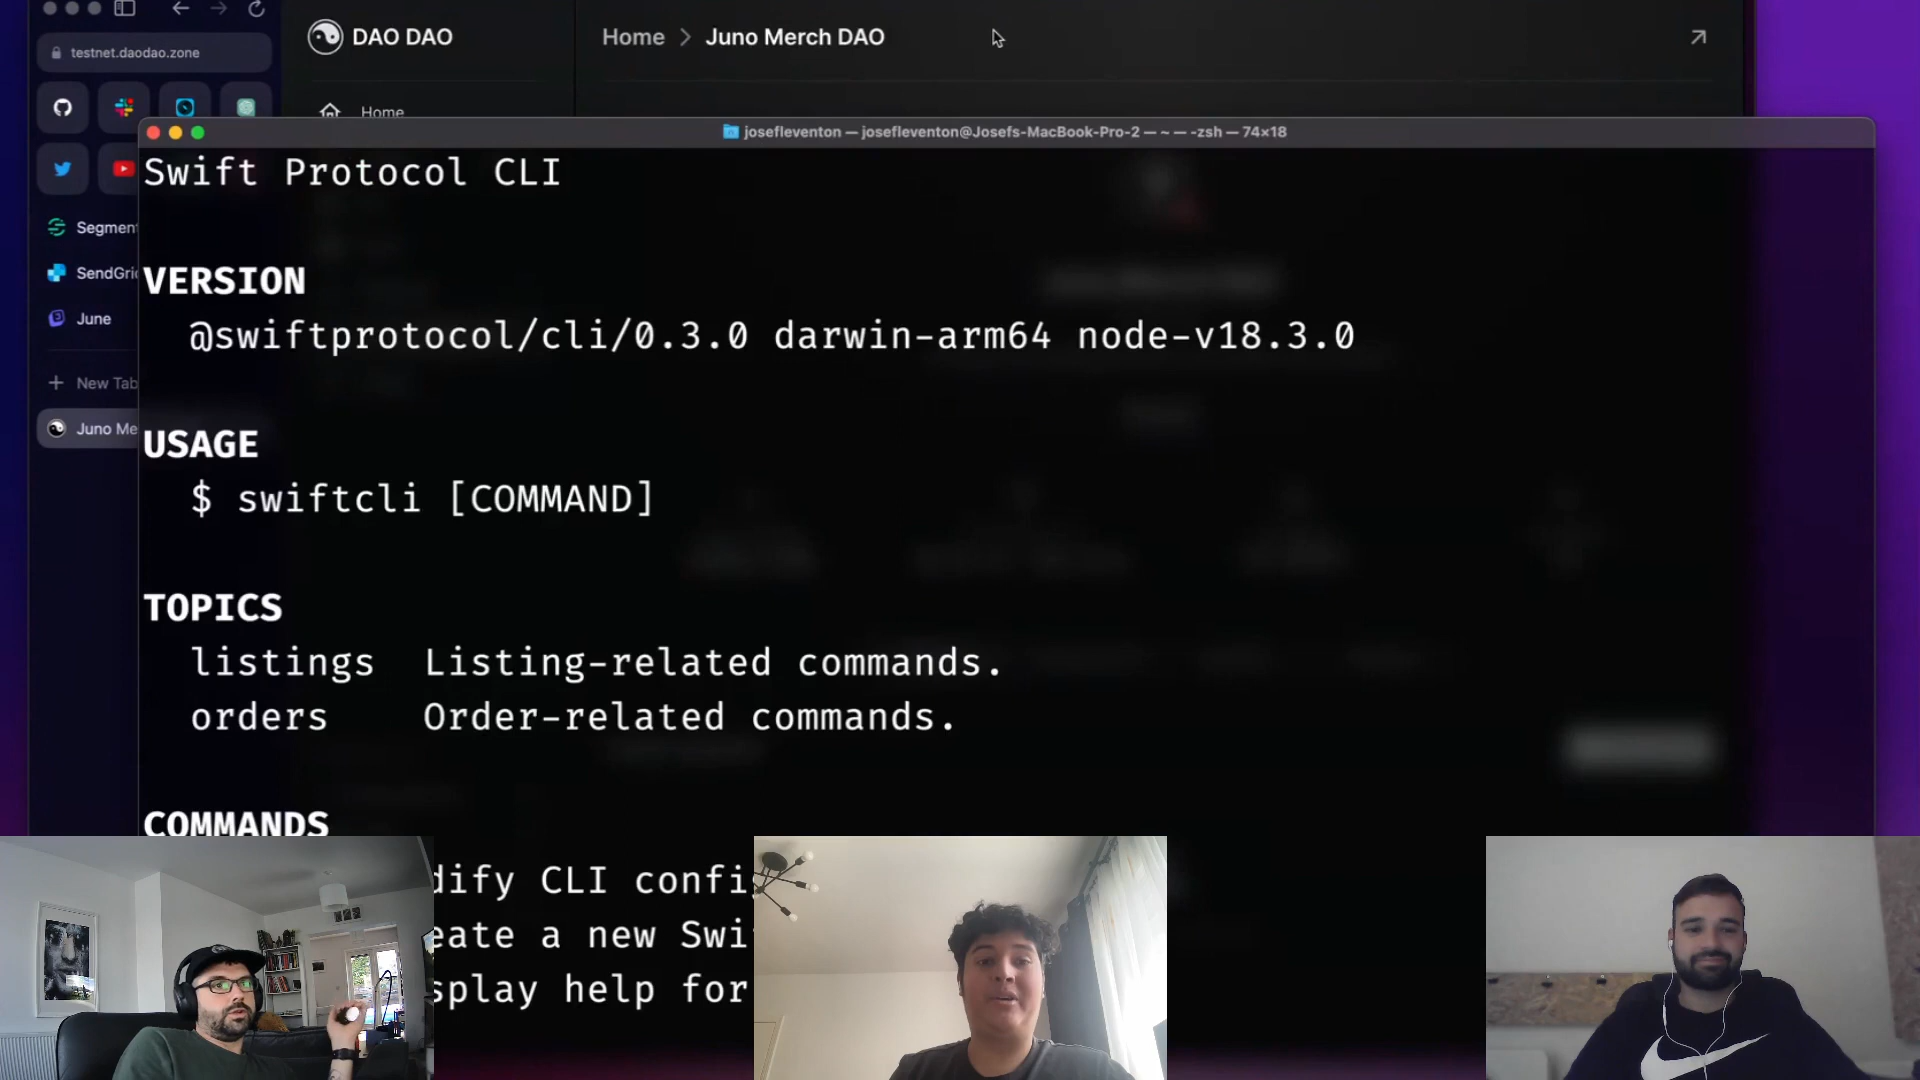 testnet.daodao.zone
DAO DAO
Home > Juno Merch DAO
Home
josefleventon — josefleventon@Josefs-MacBook-Pro-2 — ~ — -zsh — 74×18
Swift Protocol CLI
Segment
SendGri
June
New Tab
Juno Me
VERSION
@swiftprotocol/cli/0.3.0 darwin-arm64 node-v18.3.0
USAGE
$ swiftcli [COMMAND]
TOPICS
listings Listing-related commands.
orders Order-related commands.
COMMANDS
dify CLI confi
eate a new Swi
splay help for